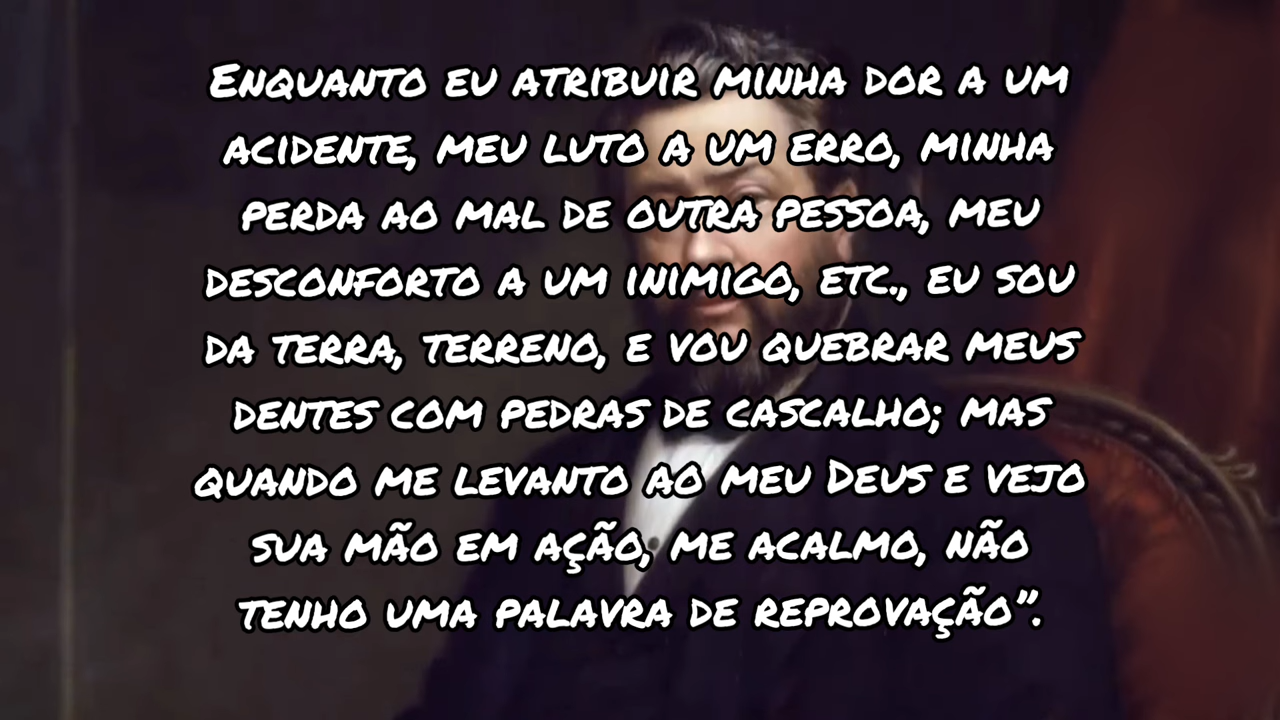 Enquanto eu atribuir minha dor a um
acidente, meu luto a um erro, minha
perda ao mal de outra pessoa, meu
desconforto a um inimigo, etc., eu sou
da terra, terreno, e vou quebrar meus
dentes com pedras de cascalho; mas
quando me levanto ao meu Deus e vejo
sua mão em ação, me acalmo, não
tenho uma palavra de reprovação”.